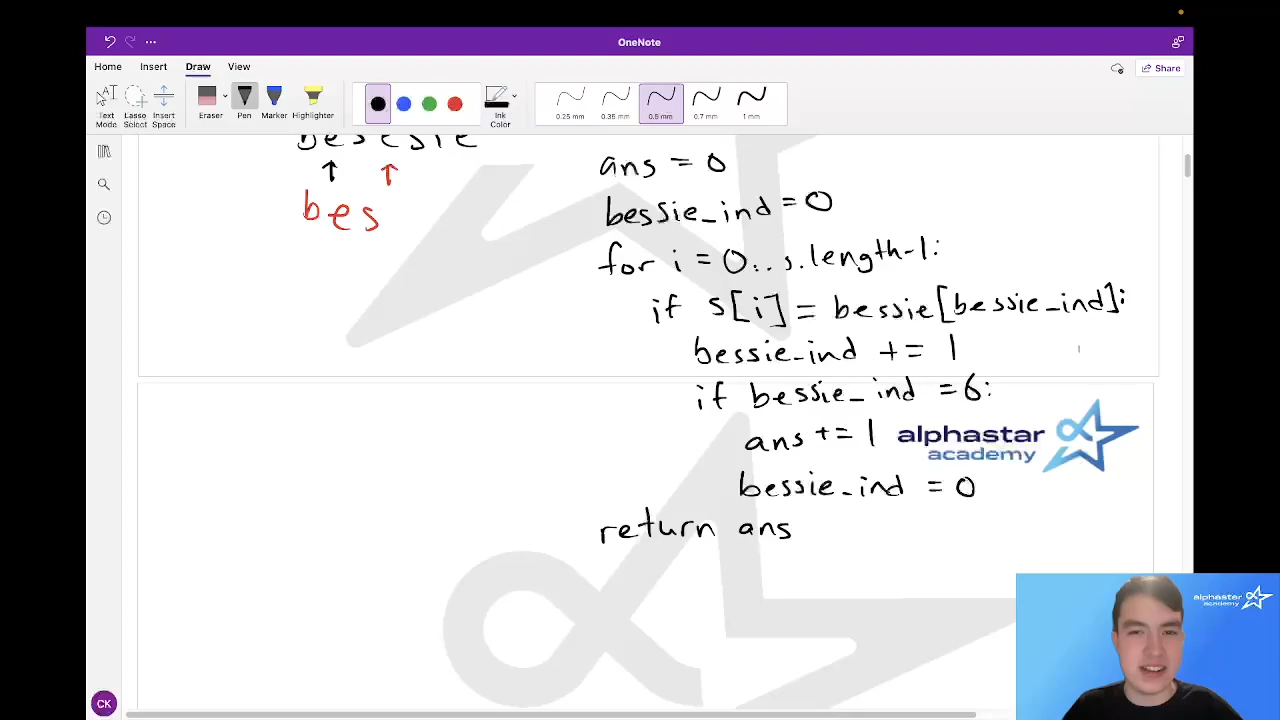 OneNote
Home Insert Draw View
Share
Text Mode
Lasso Select
Insert Space
Eraser
Pen
Marker
Highlighter
0.25 mm
0.35 mm
0.5 mm
0.7 mm
1 mm
Ink Color
besesie
bes
ans = 0
bessie_ind = 0
for i = 0..s.length-1:
if s[i] = bessie[bessie_ind]:
bessie_ind += 1
if bessie_ind = 6:
ans += 1
bessie_ind = 0
return ans
alphastar
academy
alphastar
academy
CK